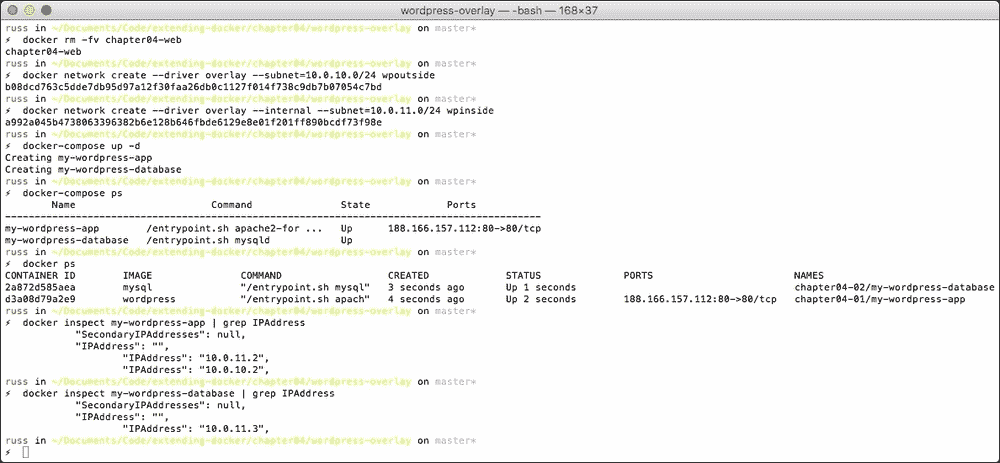 wordpress-overlay — -bash — 168×37
russ in ~/Documents/Code/extending-docker/chapter04/wordpress-overlay on master*
⚡ docker rm -fv chapter04-web
chapter04-web
russ in ~/Documents/Code/extending-docker/chapter04/wordpress-overlay on master*
⚡ docker network create --driver overlay --subnet=10.0.10.0/24 wpoutside
b08dcd763c5dde7db95d97a12f30faa26db0c1127f014f738c9db7b07054c7bd
russ in ~/Documents/Code/extending-docker/chapter04/wordpress-overlay on master*
⚡ docker network create --driver overlay --internal --subnet=10.0.11.0/24 wpinside
a992a045b4738063396382b6e128b646fbde6129e8e01f201ff890bcdf73f98e
russ in ~/Documents/Code/extending-docker/chapter04/wordpress-overlay on master*
⚡ docker-compose up -d
Creating my-wordpress-app
Creating my-wordpress-database
russ in ~/Documents/Code/extending-docker/chapter04/wordpress-overlay on master*
⚡ docker-compose ps
Name Command State Ports
-----------------------------------------------------------------------------------------
my-wordpress-app /entrypoint.sh apache2-for ... Up 188.166.157.112:80->80/tcp
my-wordpress-database /entrypoint.sh mysqld Up
russ in ~/Documents/Code/extending-docker/chapter04/wordpress-overlay on master*
⚡ docker ps
CONTAINER ID IMAGE COMMAND CREATED STATUS PORTS NAMES
2a872d585aea mysql "/entrypoint.sh mysql" 3 seconds ago Up 1 seconds chapter04-02/my-wordpress-database
d3a08d79a2e9 wordpress "/entrypoint.sh apach" 4 seconds ago Up 2 seconds 188.166.157.112:80->80/tcp chapter04-01/my-wordpress-app
russ in ~/Documents/Code/extending-docker/chapter04/wordpress-overlay on master*
⚡ docker inspect my-wordpress-app | grep IPAddress
"SecondaryIPAddresses": null,
"IPAddress": "",
"IPAddress": "10.0.11.2",
"IPAddress": "10.0.10.2",
russ in ~/Documents/Code/extending-docker/chapter04/wordpress-overlay on master*
⚡ docker inspect my-wordpress-database | grep IPAddress
"SecondaryIPAddresses": null,
"IPAddress": "",
"IPAddress": "10.0.11.3",
russ in ~/Documents/Code/extending-docker/chapter04/wordpress-overlay on master*
⚡